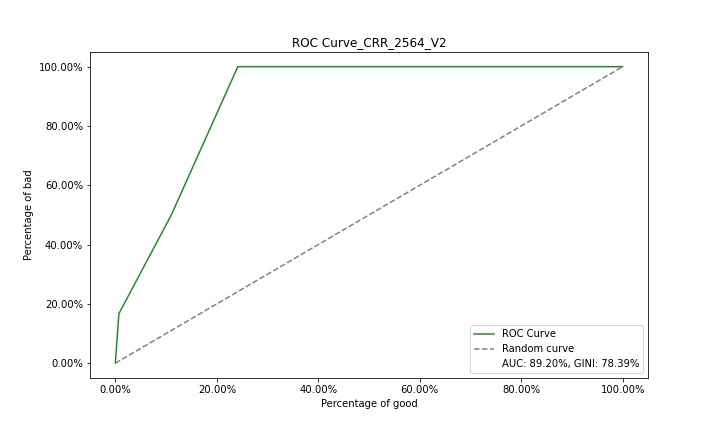 ROC Curve_CRR_2564_V2
100.00%
80.00%
60.00%
40.00%
20.00%
0.00%
Percentage of bad
ROC Curve
Random curve
AUC: 89.20%, GINI: 78.39%
0.00% 20.00% 40.00% 60.00% 80.00% 100.00%
Percentage of good